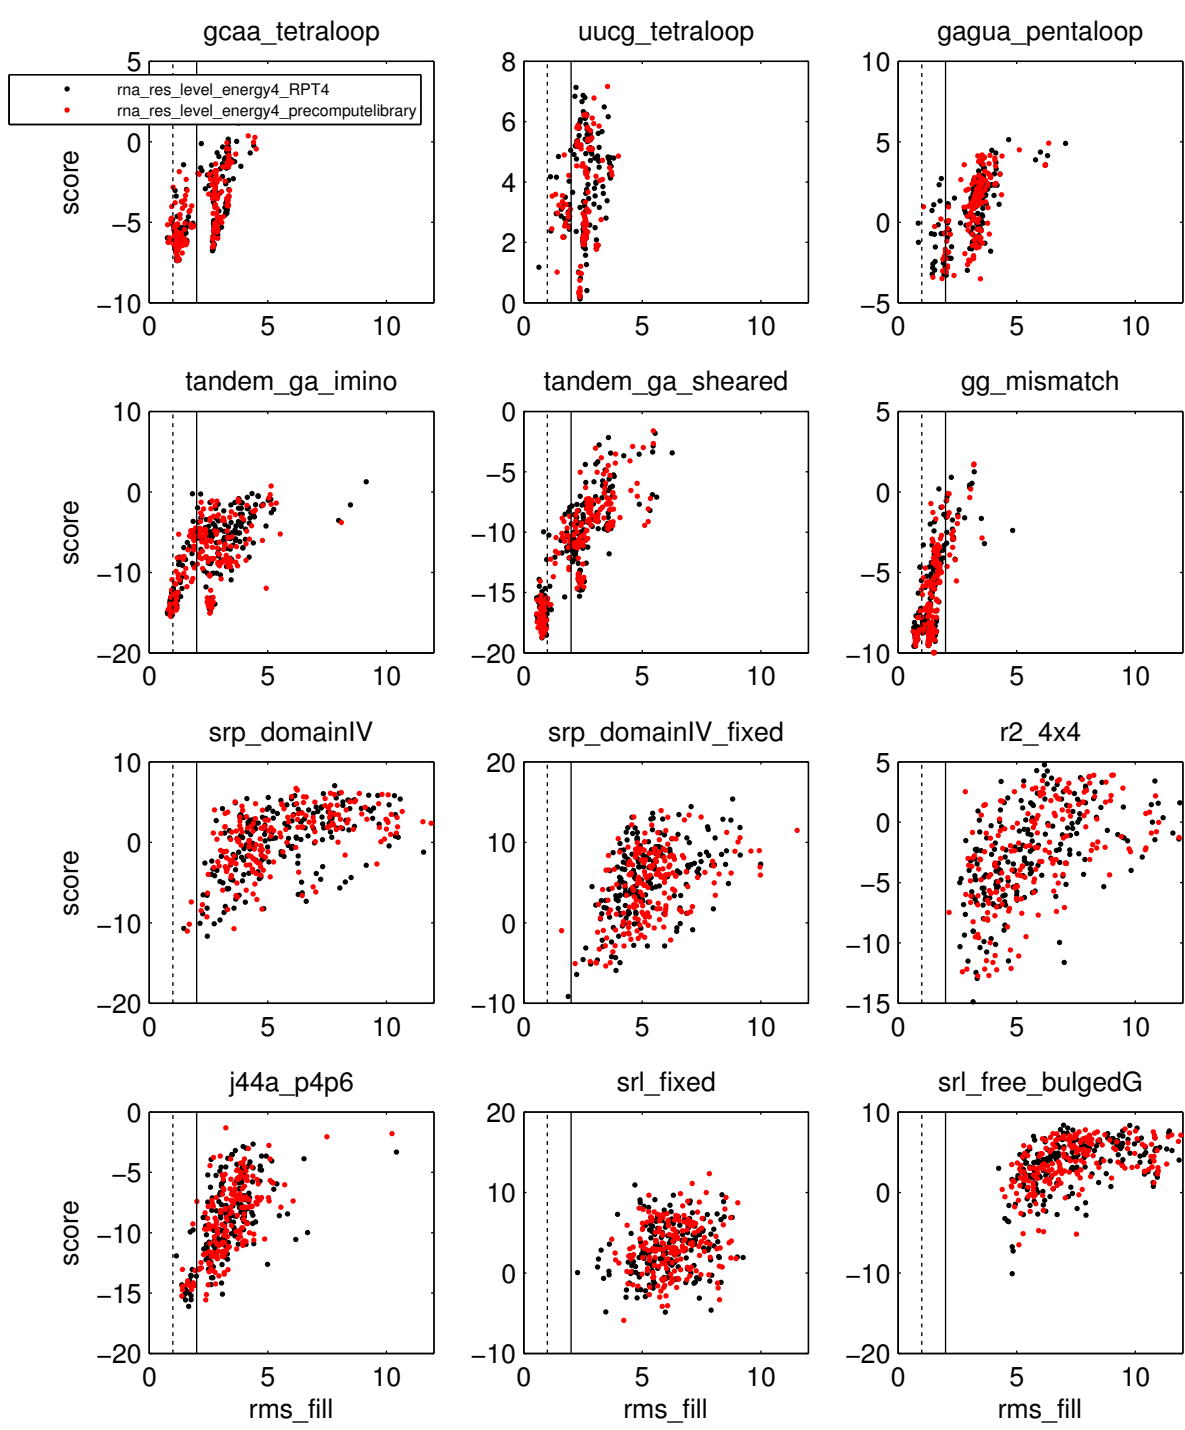 gcaa_tetraloop uucg_tetraloop gagua_pentaloop
5 8 10
rna_res_level_energy4_RPT4
rna_res_level_energy4_precomputelibrary
6 5
0
score 4
−5 2 0
−10 0 −5
0 5 10 0 5 10 0 5 10
tandem_ga_imino tandem_ga_sheared gg_mismatch
10 0 5
0 −5 0
score −10
−10 −15 −5
−20 −20 −10
0 5 10 0 5 10 0 5 10
srp_domainIV srp_domainIV_fixed r2_4x4
10 20 5
0 10 0
score −5
−10 0 −10
−20 −10 −15
0 5 10 0 5 10 0 5 10
j44a_p4p6 srl_fixed srl_free_bulgedG
0 20 10
−5 10 0
score −10
−15 0 −10
−20 −10 −20
0 5 10 0 5 10 0 5 10
rms_fill rms_fill rms_fill